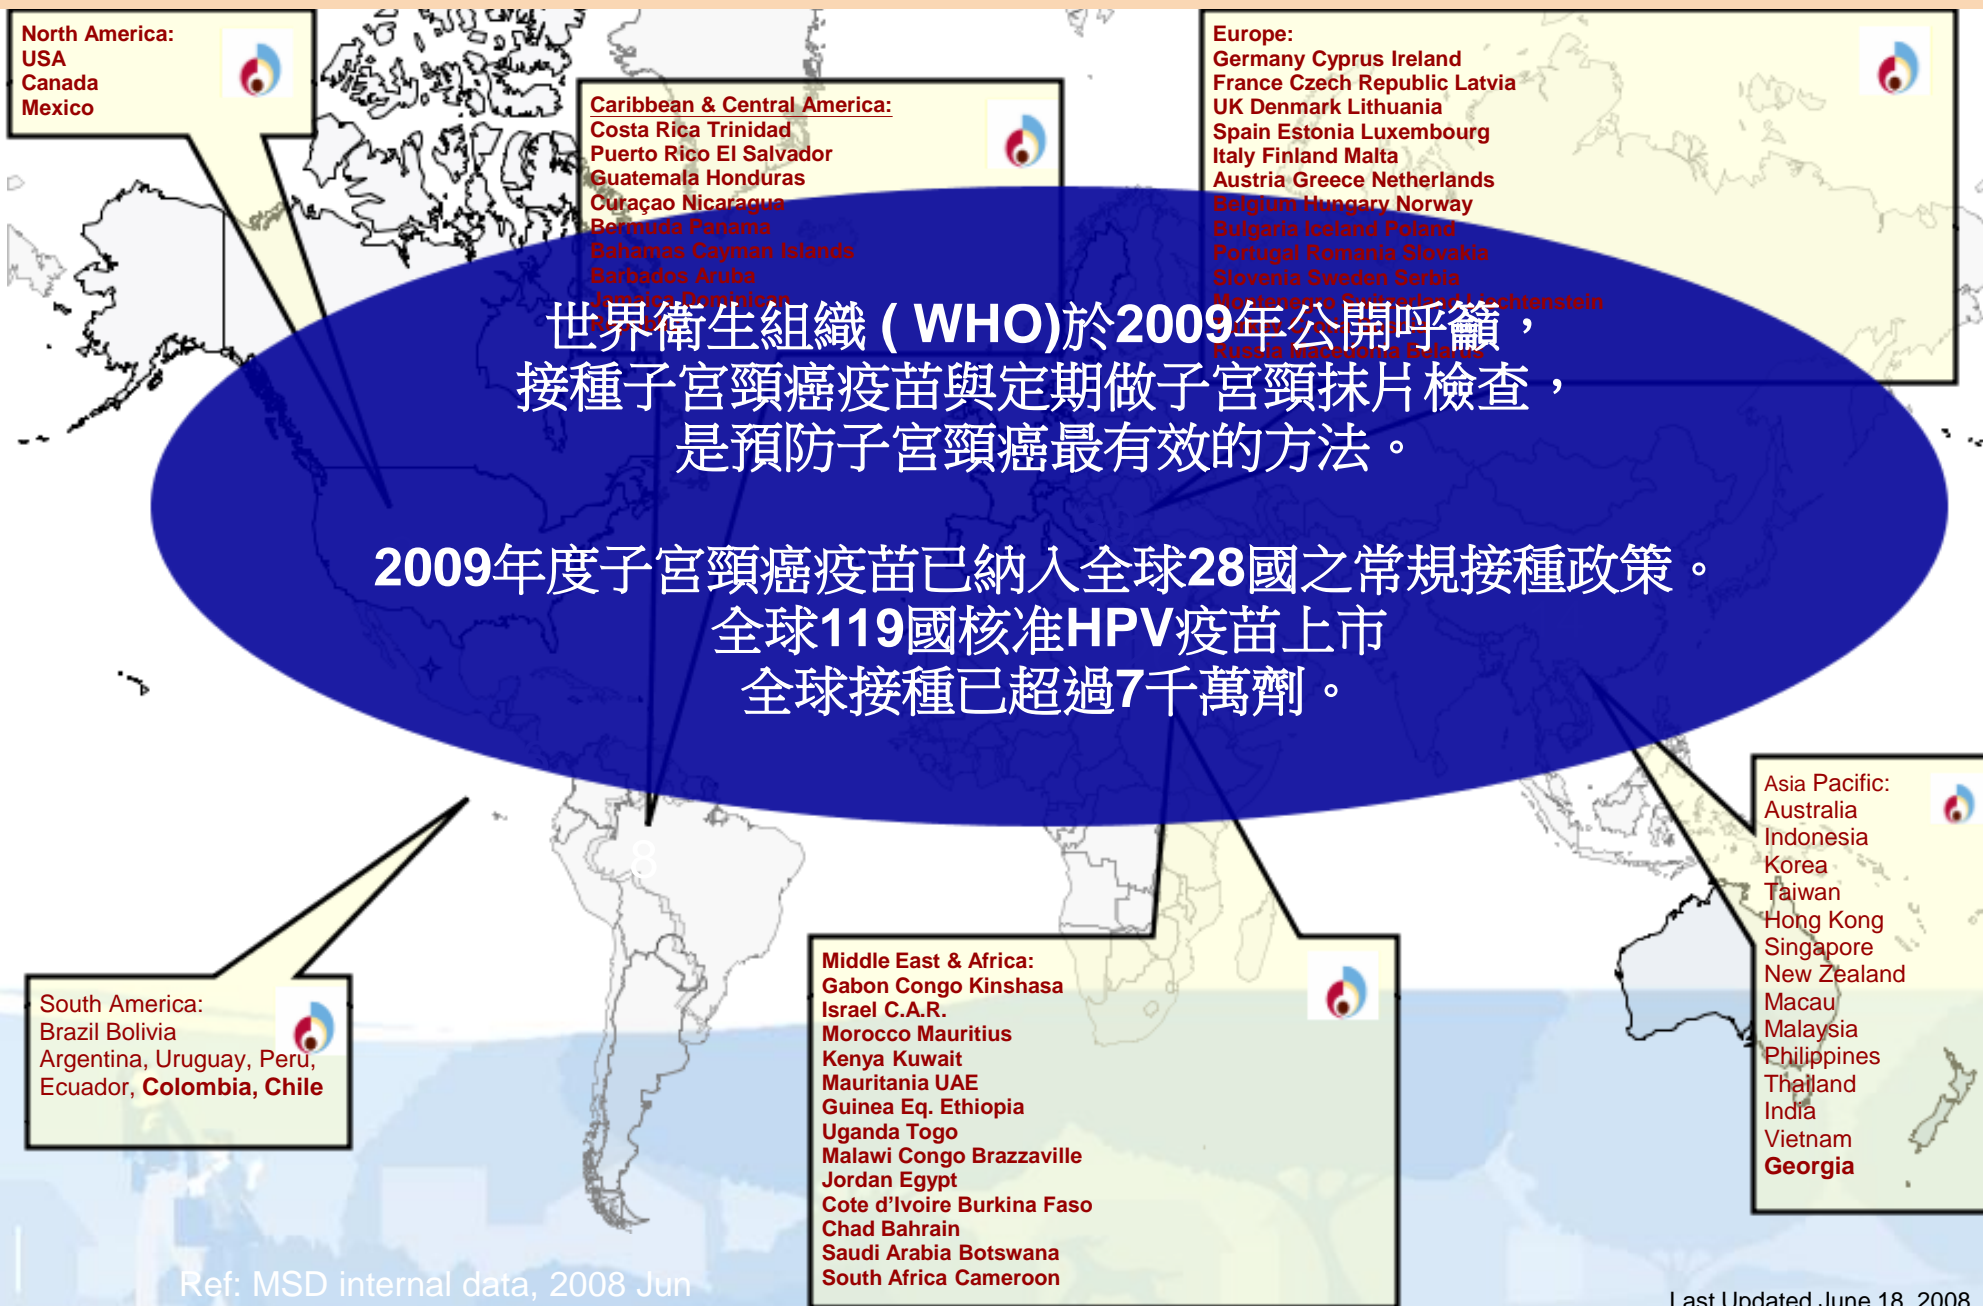 North America:
USA
Canada
Mexico
Caribbean & Central America:
Costa Rica Trinidad
Puerto Rico El Salvador
Guatemala Honduras
Curaçao Nicaragua
Bermuda Panama
Bahamas Cayman Islands
Barbados Aruba
Jamaica Dominican
Europe:
Germany Cyprus Ireland
France Czech Republic Latvia
UK Denmark Lithuania
Spain Estonia Luxembourg
Italy Finland Malta
Austria Greece Netherlands
Belgium Hungary Norway
Bulgaria Iceland Poland
Portugal Romania Slovakia
Slovenia Sweden Serbia
Montenegro Switzerland Liechtenstein
Russia Macedonia Belarus
世界衛生組織 ( WHO)於2009年公開呼籲，
接種子宮頸癌疫苗與定期做子宮頸抹片檢查，
是預防子宮頸癌最有效的方法。
2009年度子宮頸癌疫苗已納入全球28國之常規接種政策。
全球119國核准HPV疫苗上市
全球接種已超過7千萬劑。
8
South America:
Brazil Bolivia
Argentina, Uruguay, Peru,
Ecuador, Colombia, Chile
Middle East & Africa:
Gabon Congo Kinshasa
Israel C.A.R.
Morocco Mauritius
Kenya Kuwait
Mauritania UAE
Guinea Eq. Ethiopia
Uganda Togo
Malawi Congo Brazzaville
Jordan Egypt
Cote d’Ivoire Burkina Faso
Chad Bahrain
Saudi Arabia Botswana
South Africa Cameroon
Asia Pacific:
Australia
Indonesia
Korea
Taiwan
Hong Kong
Singapore
New Zealand
Macau
Malaysia
Philippines
Thailand
India
Vietnam
Georgia
Ref: MSD internal data, 2008 Jun
Last Updated June 18, 2008